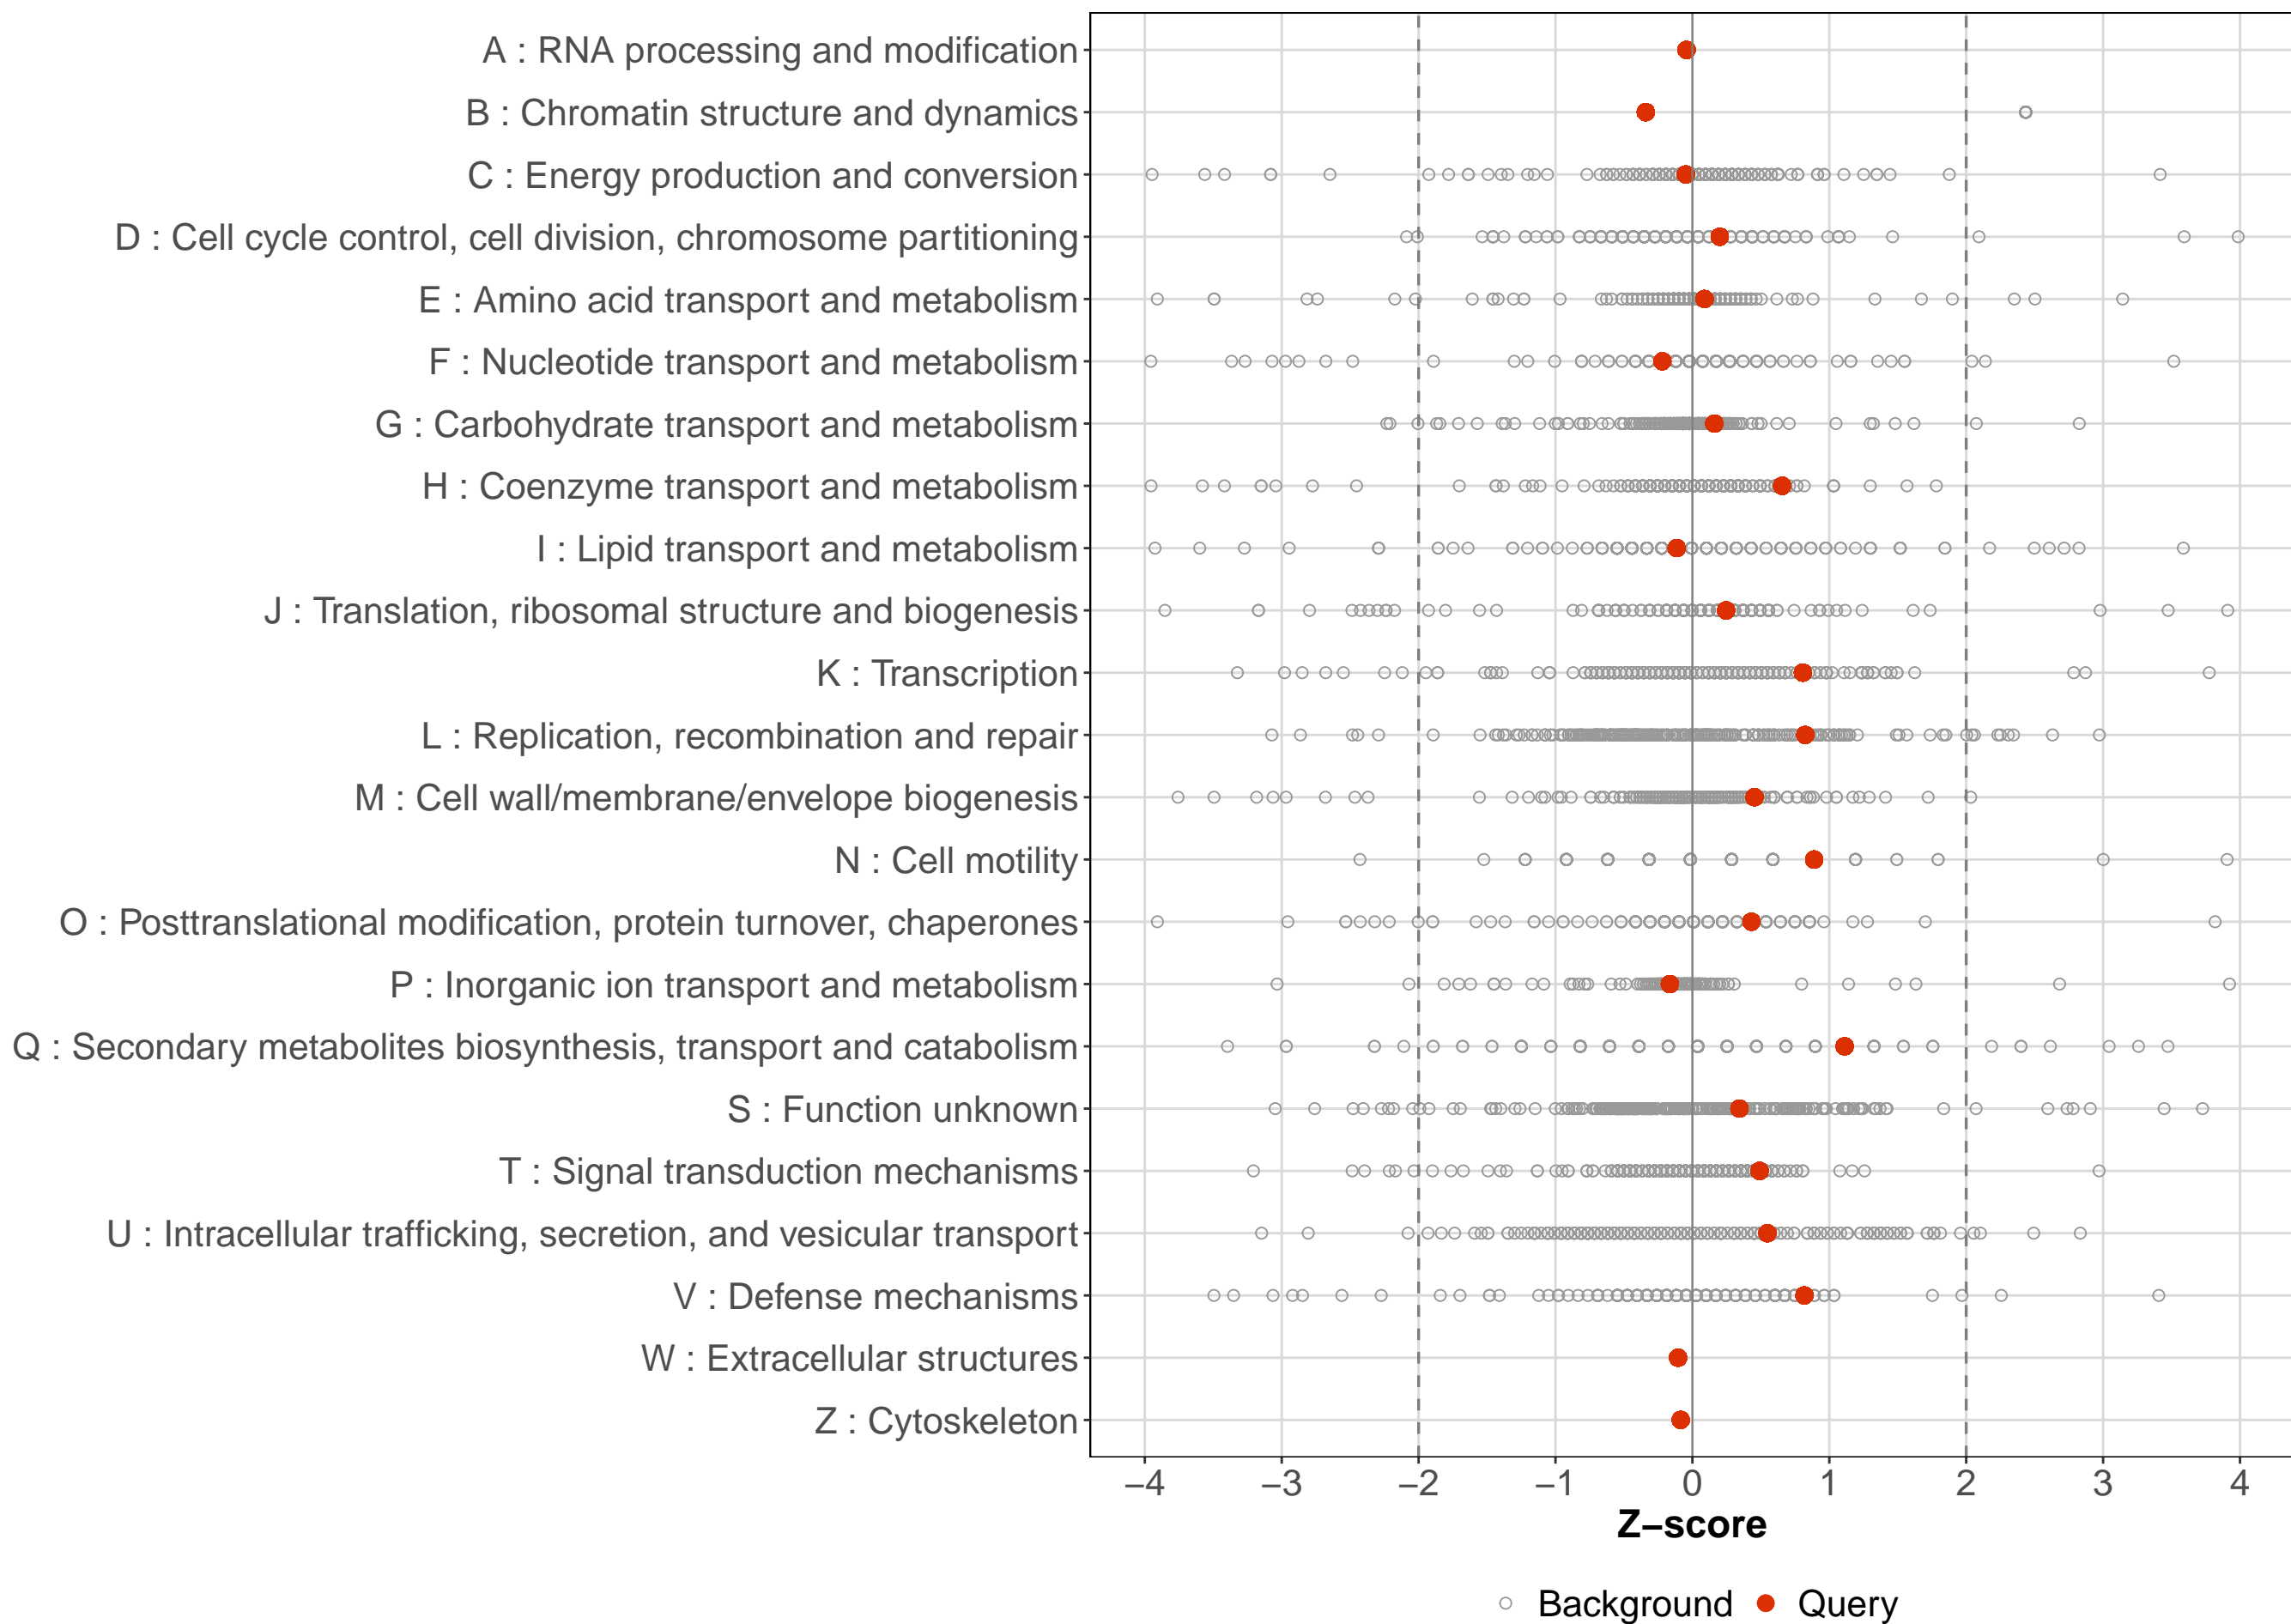 A : RNA processing and modification
B : Chromatin structure and dynamics
C : Energy production and conversion
D : Cell cycle control, cell division, chromosome partitioning
E : Amino acid transport and metabolism
F : Nucleotide transport and metabolism
G : Carbohydrate transport and metabolism
H : Coenzyme transport and metabolism
I : Lipid transport and metabolism
J : Translation, ribosomal structure and biogenesis
K : Transcription
L : Replication, recombination and repair
M : Cell wall/membrane/envelope biogenesis
N : Cell motility
O : Posttranslational modification, protein turnover, chaperones
P : Inorganic ion transport and metabolism
Q : Secondary metabolites biosynthesis, transport and catabolism
S : Function unknown
T : Signal transduction mechanisms
U : Intracellular trafficking, secretion, and vesicular transport
V : Defense mechanisms
W : Extracellular structures
Z : Cytoskeleton
−4 −3 −2 −1 0 1 2 3 4
Z−score
Background Query